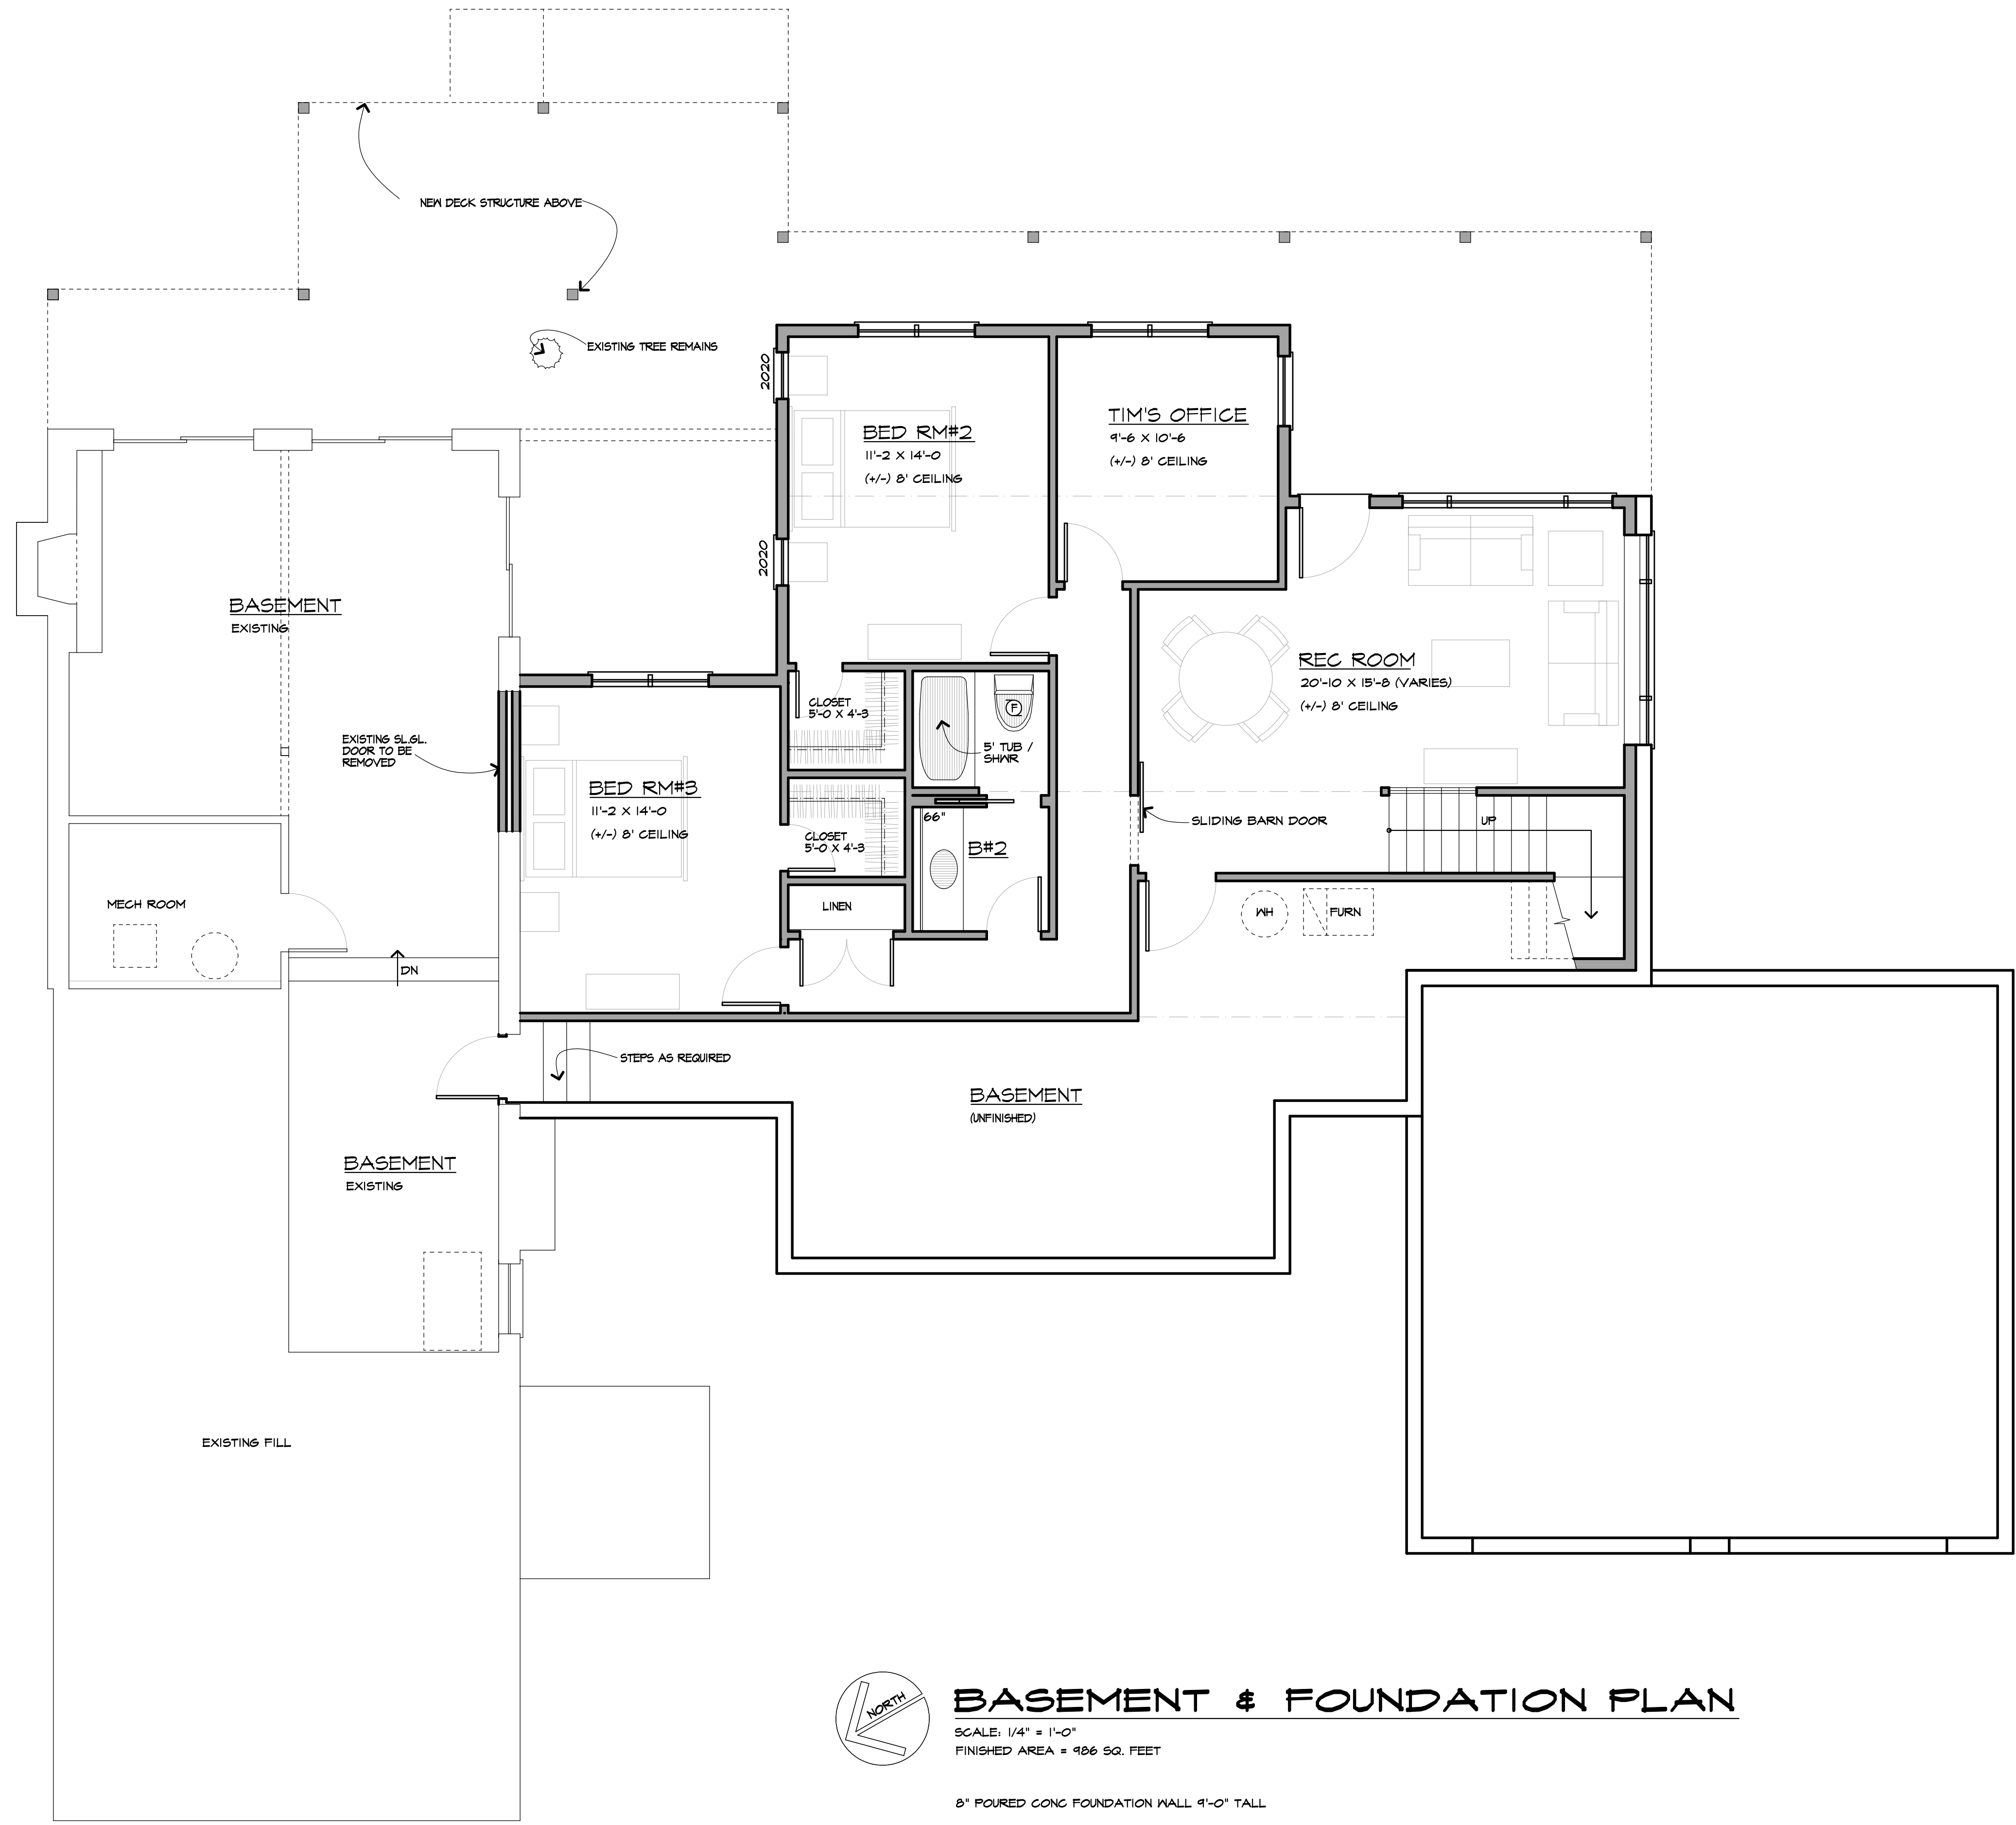 NEW DECK STRUCTURE ABOVE
EXISTING TREE REMAINS
2020
2020
BED RM#2
11'-2 X 14'-0
(+/-) 8' CEILING
TIM'S OFFICE
9'-6 X 10'-6
(+/-) 8' CEILING
BASEMENT
EXISTING
REC ROOM
20'-10 X 15'-8 (VARIES)
(+/-) 8' CEILING
CLOSET
5'-0 X 4'-3
F
5' TUB /
SHWR
EXISTING SL.GL.
DOOR TO BE
REMOVED
BED RM#3
11'-2 X 14'-0
(+/-) 8' CEILING
CLOSET
5'-0 X 4'-3
66"
B#2
SLIDING BARN DOOR
UP
MECH ROOM
LINEN
WH
FURN
DN
STEPS AS REQUIRED
BASEMENT
(UNFINISHED)
BASEMENT
EXISTING
EXISTING FILL
NORTH
BASEMENT & FOUNDATION PLAN
SCALE: 1/4" = 1'-0"
FINISHED AREA = 986 SQ. FEET
8" POURED CONC FOUNDATION WALL 9'-0" TALL